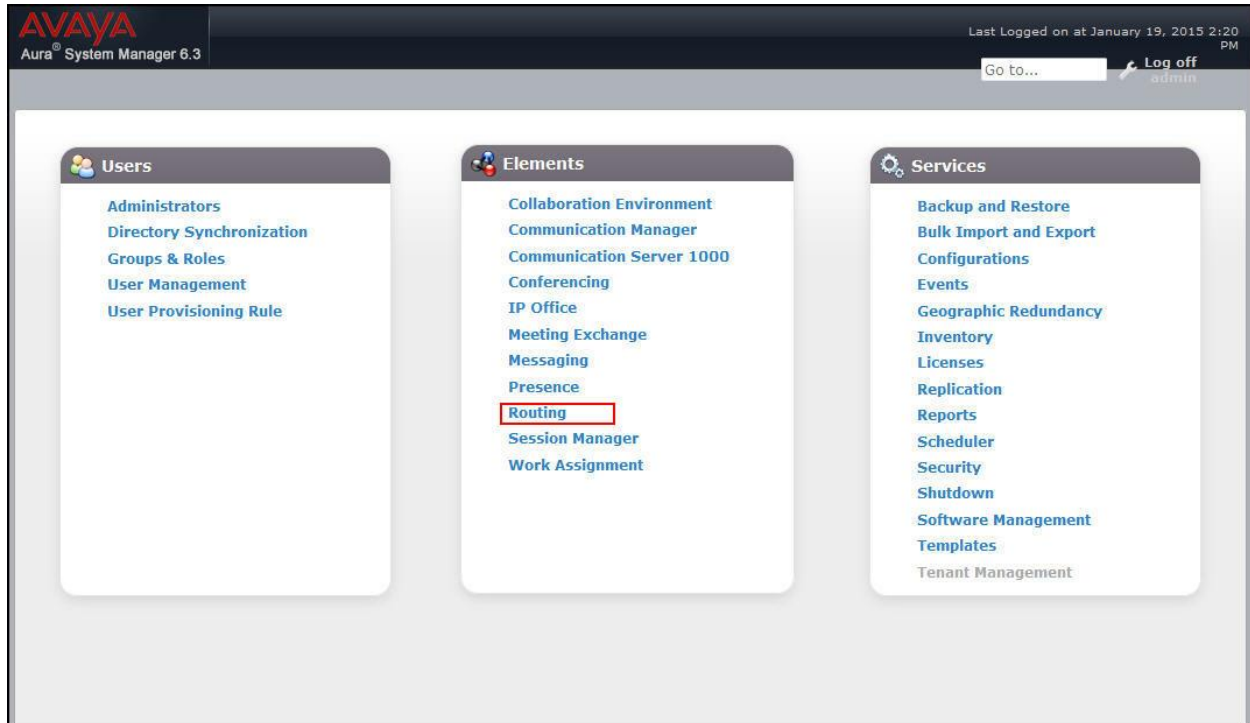 AVAYA
Aura® System Manager 6.3
Last Logged on at January 19, 2015 2:20
PM
Go to...
Log off
admin
Users
Administrators
Directory Synchronization
Groups & Roles
User Management
User Provisioning Rule
Elements
Collaboration Environment
Communication Manager
Communication Server 1000
Conferencing
IP Office
Meeting Exchange
Messaging
Presence
Routing
Session Manager
Work Assignment
Services
Backup and Restore
Bulk Import and Export
Configurations
Events
Geographic Redundancy
Inventory
Licenses
Replication
Reports
Scheduler
Security
Shutdown
Software Management
Templates
Tenant Management